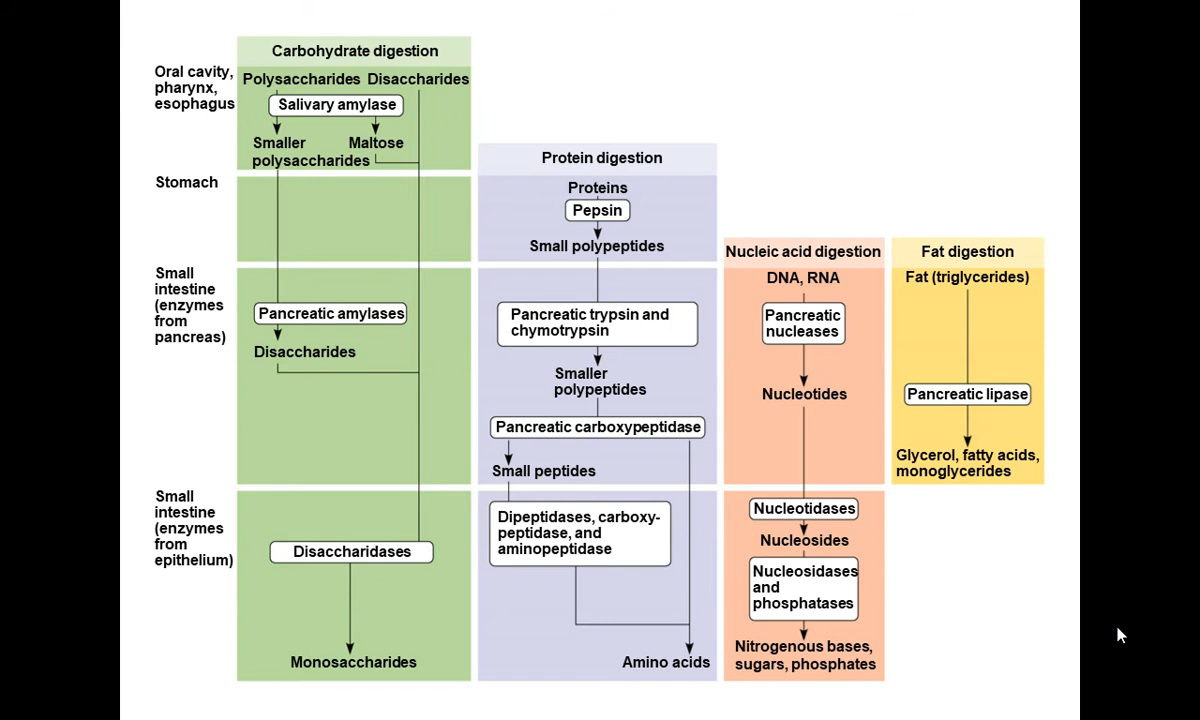 Carbohydrate digestion
Oral cavity,
pharynx,
esophagus
Polysaccharides Disaccharides
Salivary amylase
Smaller
polysaccharides
Maltose
Stomach
Protein digestion
Proteins
Pepsin
Small polypeptides
Nucleic acid digestion
Fat digestion
Small
intestine
(enzymes
from
pancreas)
Pancreatic amylases
Disaccharides
Pancreatic trypsin and
chymotrypsin
Smaller
polypeptides
Pancreatic carboxypeptidase
Small peptides
DNA, RNA
Pancreatic
nucleases
Nucleotides
Fat (triglycerides)
Pancreatic lipase
Glycerol, fatty acids,
monoglycerides
Small
intestine
(enzymes
from
epithelium)
Disaccharidases
Monosaccharides
Dipeptidases, carboxy-
peptidase, and
aminopeptidase
Amino acids
Nucleotidases
Nucleosides
Nucleosidases
and
phosphatases
Nitrogenous bases,
sugars, phosphates